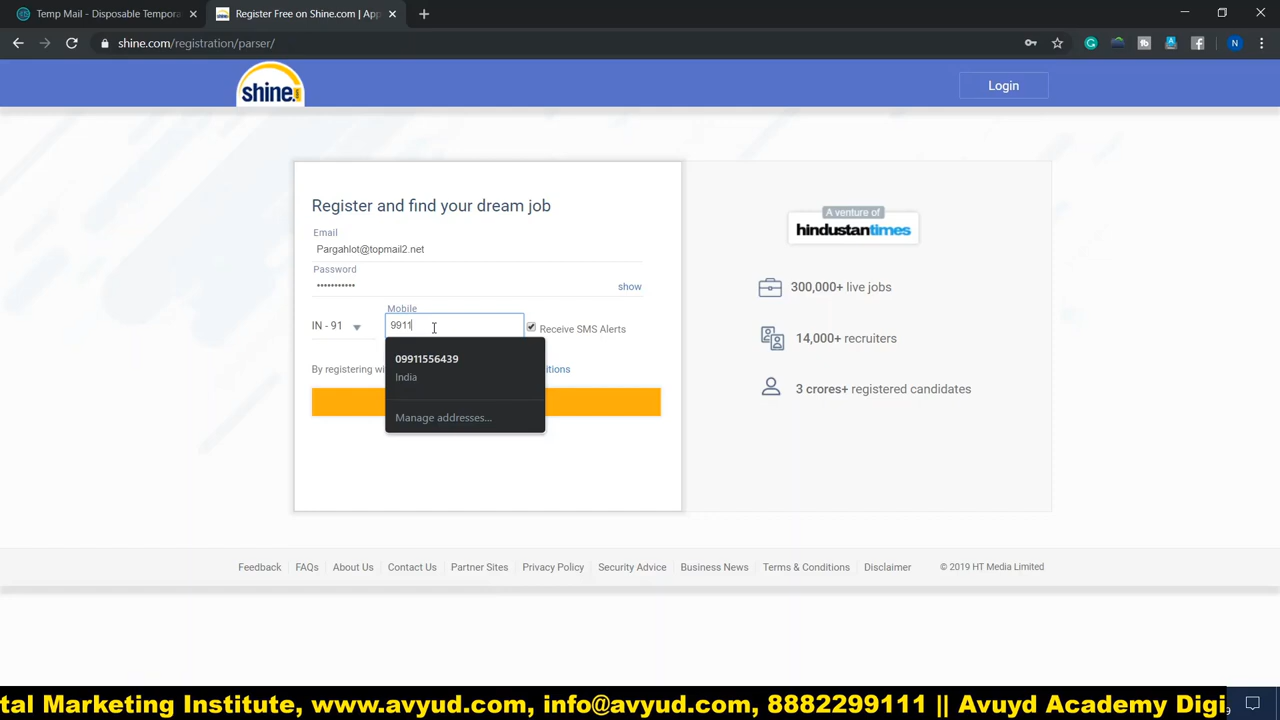 Temp Mail - Disposable Tempora
Register Free on Shine.com | Ap
shine.com/registration/parser/
N
shine.
Login
Register and find your dream job
Email
Pargahlot@topmail2.net
Password
•••••••••••
show
Mobile
IN - 91
9911
Receive SMS Alerts
09911556439
India
Manage addresses...
By registering wi
itions
A venture of
hindustantimes
300,000+ live jobs
14,000+ recruiters
3 crores+ registered candidates
Feedback FAQs About Us Contact Us Partner Sites Privacy Policy Security Advice Business News Terms & Conditions Disclaimer © 2019 HT Media Limited
tal Marketing Institute, www.avyud.com, info@avyud.com, 8882299111 || Avuyd Academy Digi